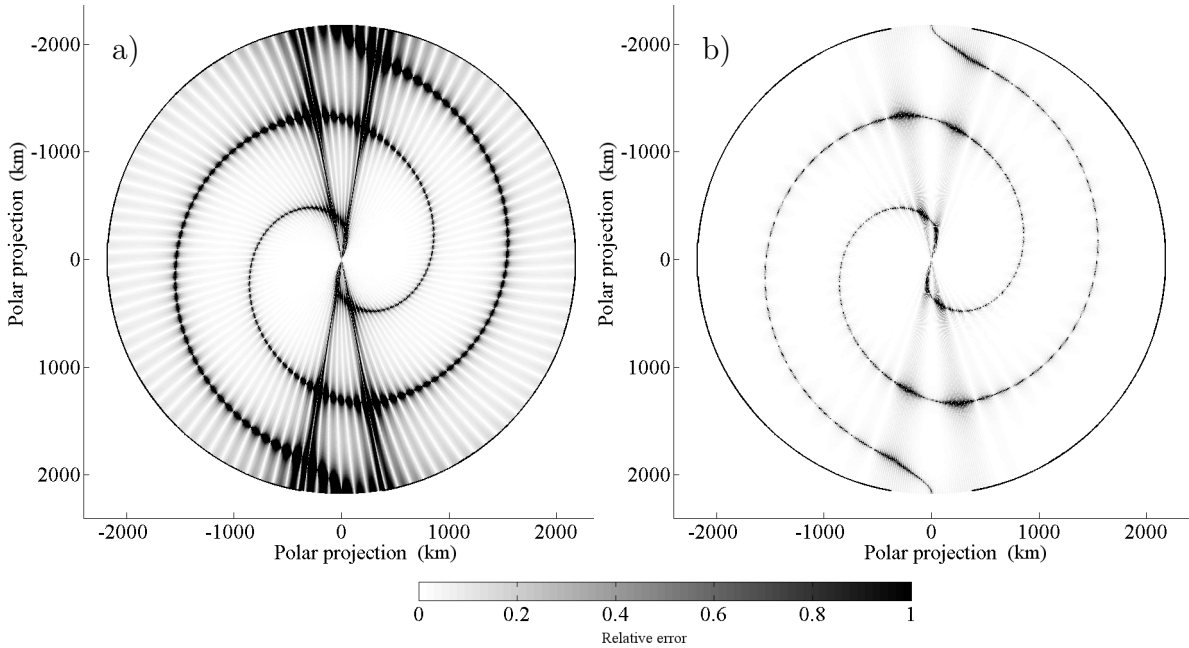 a)
-2000
-1000
0
1000
2000
Polar projection (km)
-2000 -1000 0 1000 2000
Polar projection (km)
b)
-2000
-1000
0
1000
2000
Polar projection (km)
-2000 -1000 0 1000 2000
Polar projection (km)
0 0.2 0.4 0.6 0.8 1
Relative error